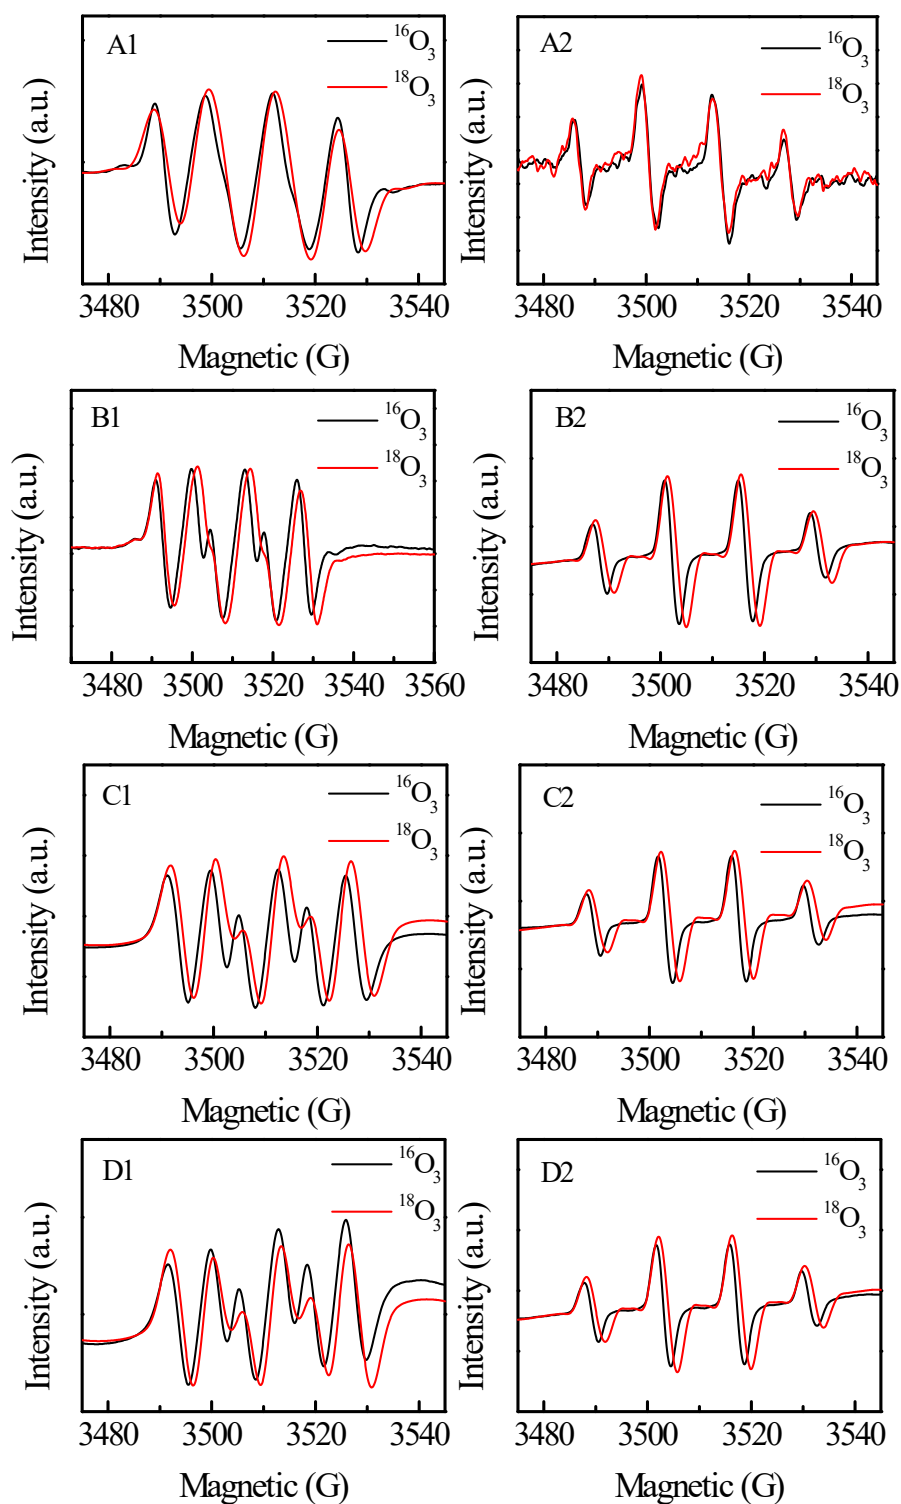 A1
¹⁶O₃
¹⁸O₃
Intensity (a.u.)
3480 3500 3520 3540
Magnetic (G)
A2
¹⁶O₃
¹⁸O₃
Intensity (a.u.)
3480 3500 3520 3540
Magnetic (G)
B1
¹⁶O₃
¹⁸O₃
Intensity (a.u.)
3480 3500 3520 3540 3560
Magnetic (G)
B2
¹⁶O₃
¹⁸O₃
Intensity (a.u.)
3480 3500 3520 3540
Magnetic (G)
C1
¹⁶O₃
¹⁸O₃
Intensity (a.u.)
3480 3500 3520 3540
Magnetic (G)
C2
¹⁶O₃
¹⁸O₃
Intensity (a.u.)
3480 3500 3520 3540
Magnetic (G)
D1
¹⁶O₃
¹⁸O₃
Intensity (a.u.)
3480 3500 3520 3540
Magnetic (G)
D2
¹⁶O₃
¹⁸O₃
Intensity (a.u.)
3480 3500 3520 3540
Magnetic (G)